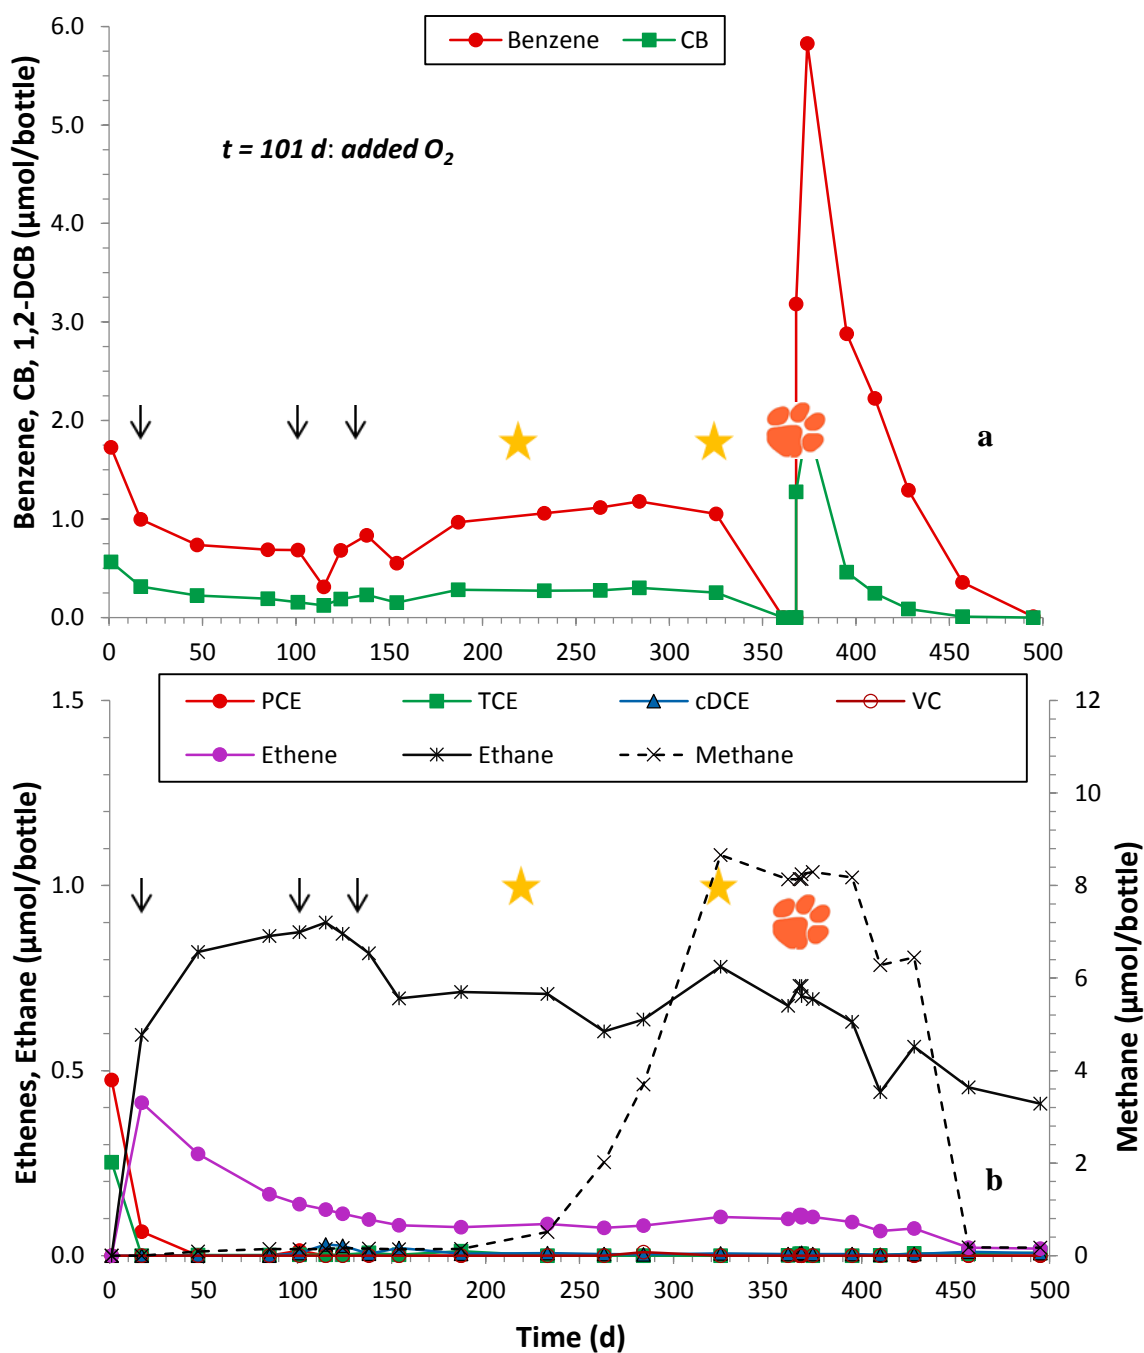 Benzene CB
Benzene, CB, 1,2-DCB (μmol/bottle)
6.0
5.0
4.0
3.0
2.0
1.0
0.0
t = 101 d: added O2
a
0 50 100 150 200 250 300 350 400 450 500
PCE TCE cDCE VC
Ethene Ethane Methane
Ethenes, Ethane (μmol/bottle)
1.5
1.0
0.5
0.0
Methane (μmol/bottle)
12
10
8
6
4
2
0
b
0 50 100 150 200 250 300 350 400 450 500
Time (d)